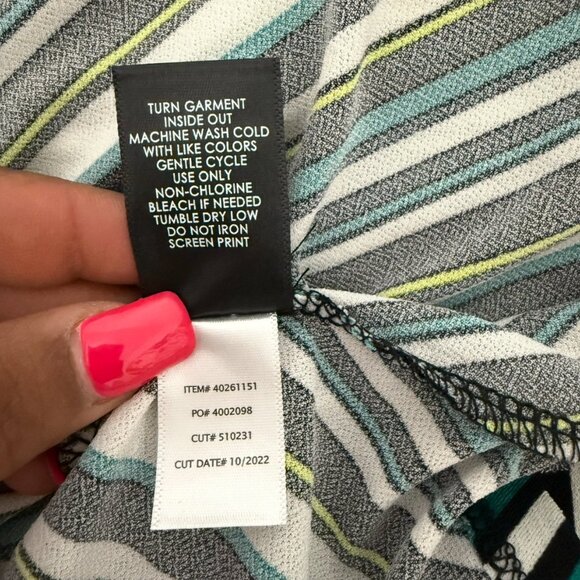 TURN GARMENT
INSIDE OUT
MACHINE WASH COLD
WITH LIKE COLORS
GENTLE CYCLE
USE ONLY
NON-CHLORINE
BLEACH IF NEEDED
TUMBLE DRY LOW
DO NOT IRON
SCREEN PRINT
ITEM# 40261151
PO# 4002098
CUT# 510231
CUT DATE# 10/2022